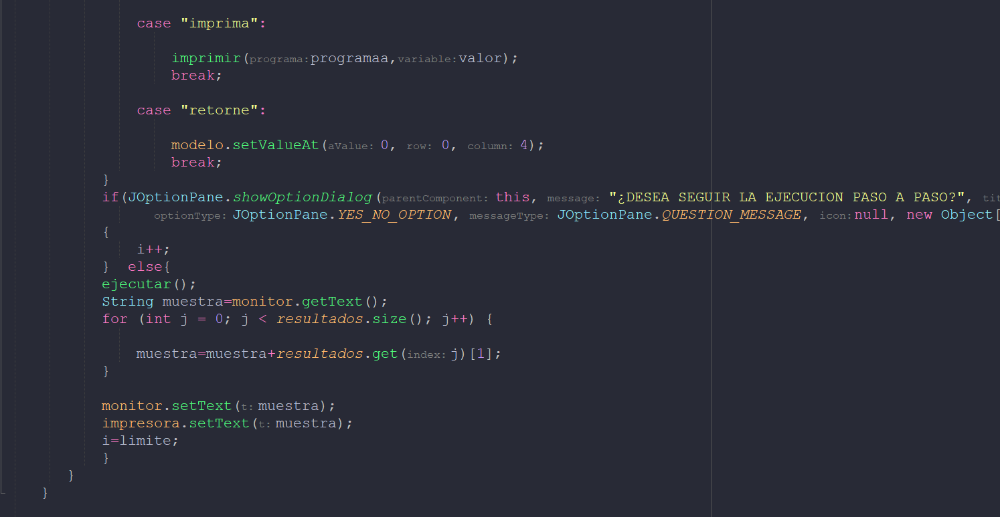 case "imprima":
imprimir(programa:programaa,variable:valor);
break;
case "retorne":
modelo.setValueAt(aValue: 0, row: 0, column: 4);
break;
}
if(JOptionPane.showOptionDialog(parentComponent: this, message: "¿DESEA SEGUIR LA EJECUCION PASO A PASO?", tit
optionType: JOptionPane.YES_NO_OPTION, messageType: JOptionPane.QUESTION_MESSAGE, icon:null, new Object[
{
i++;
} else{
ejecutar();
String muestra=monitor.getText();
for (int j = 0; j < resultados.size(); j++) {
muestra=muestra+resultados.get(index: j)[1];
}
monitor.setText(t: muestra);
impresora.setText(t: muestra);
i=limite;
}
}
}